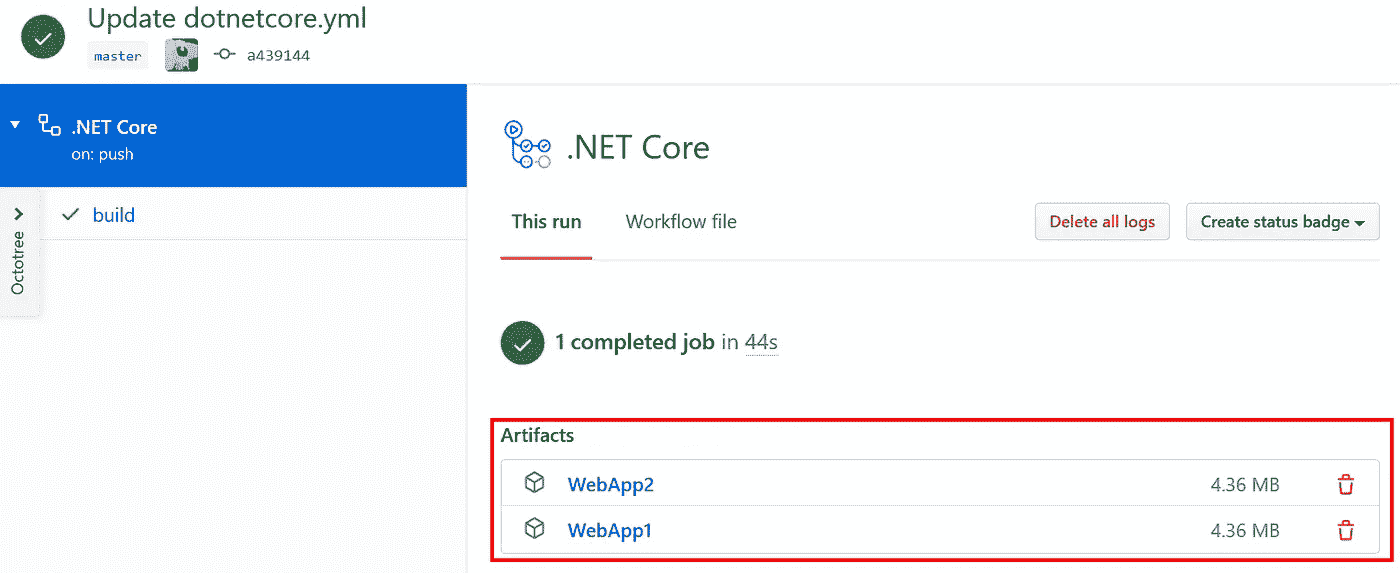 Update dotnetcore.yml
master a439144
.NET Core
on: push
build
Octotree
.NET Core
This run Workflow file Delete all logs Create status badge
1 completed job in 44s
Artifacts
WebApp2 4.36 MB
WebApp1 4.36 MB